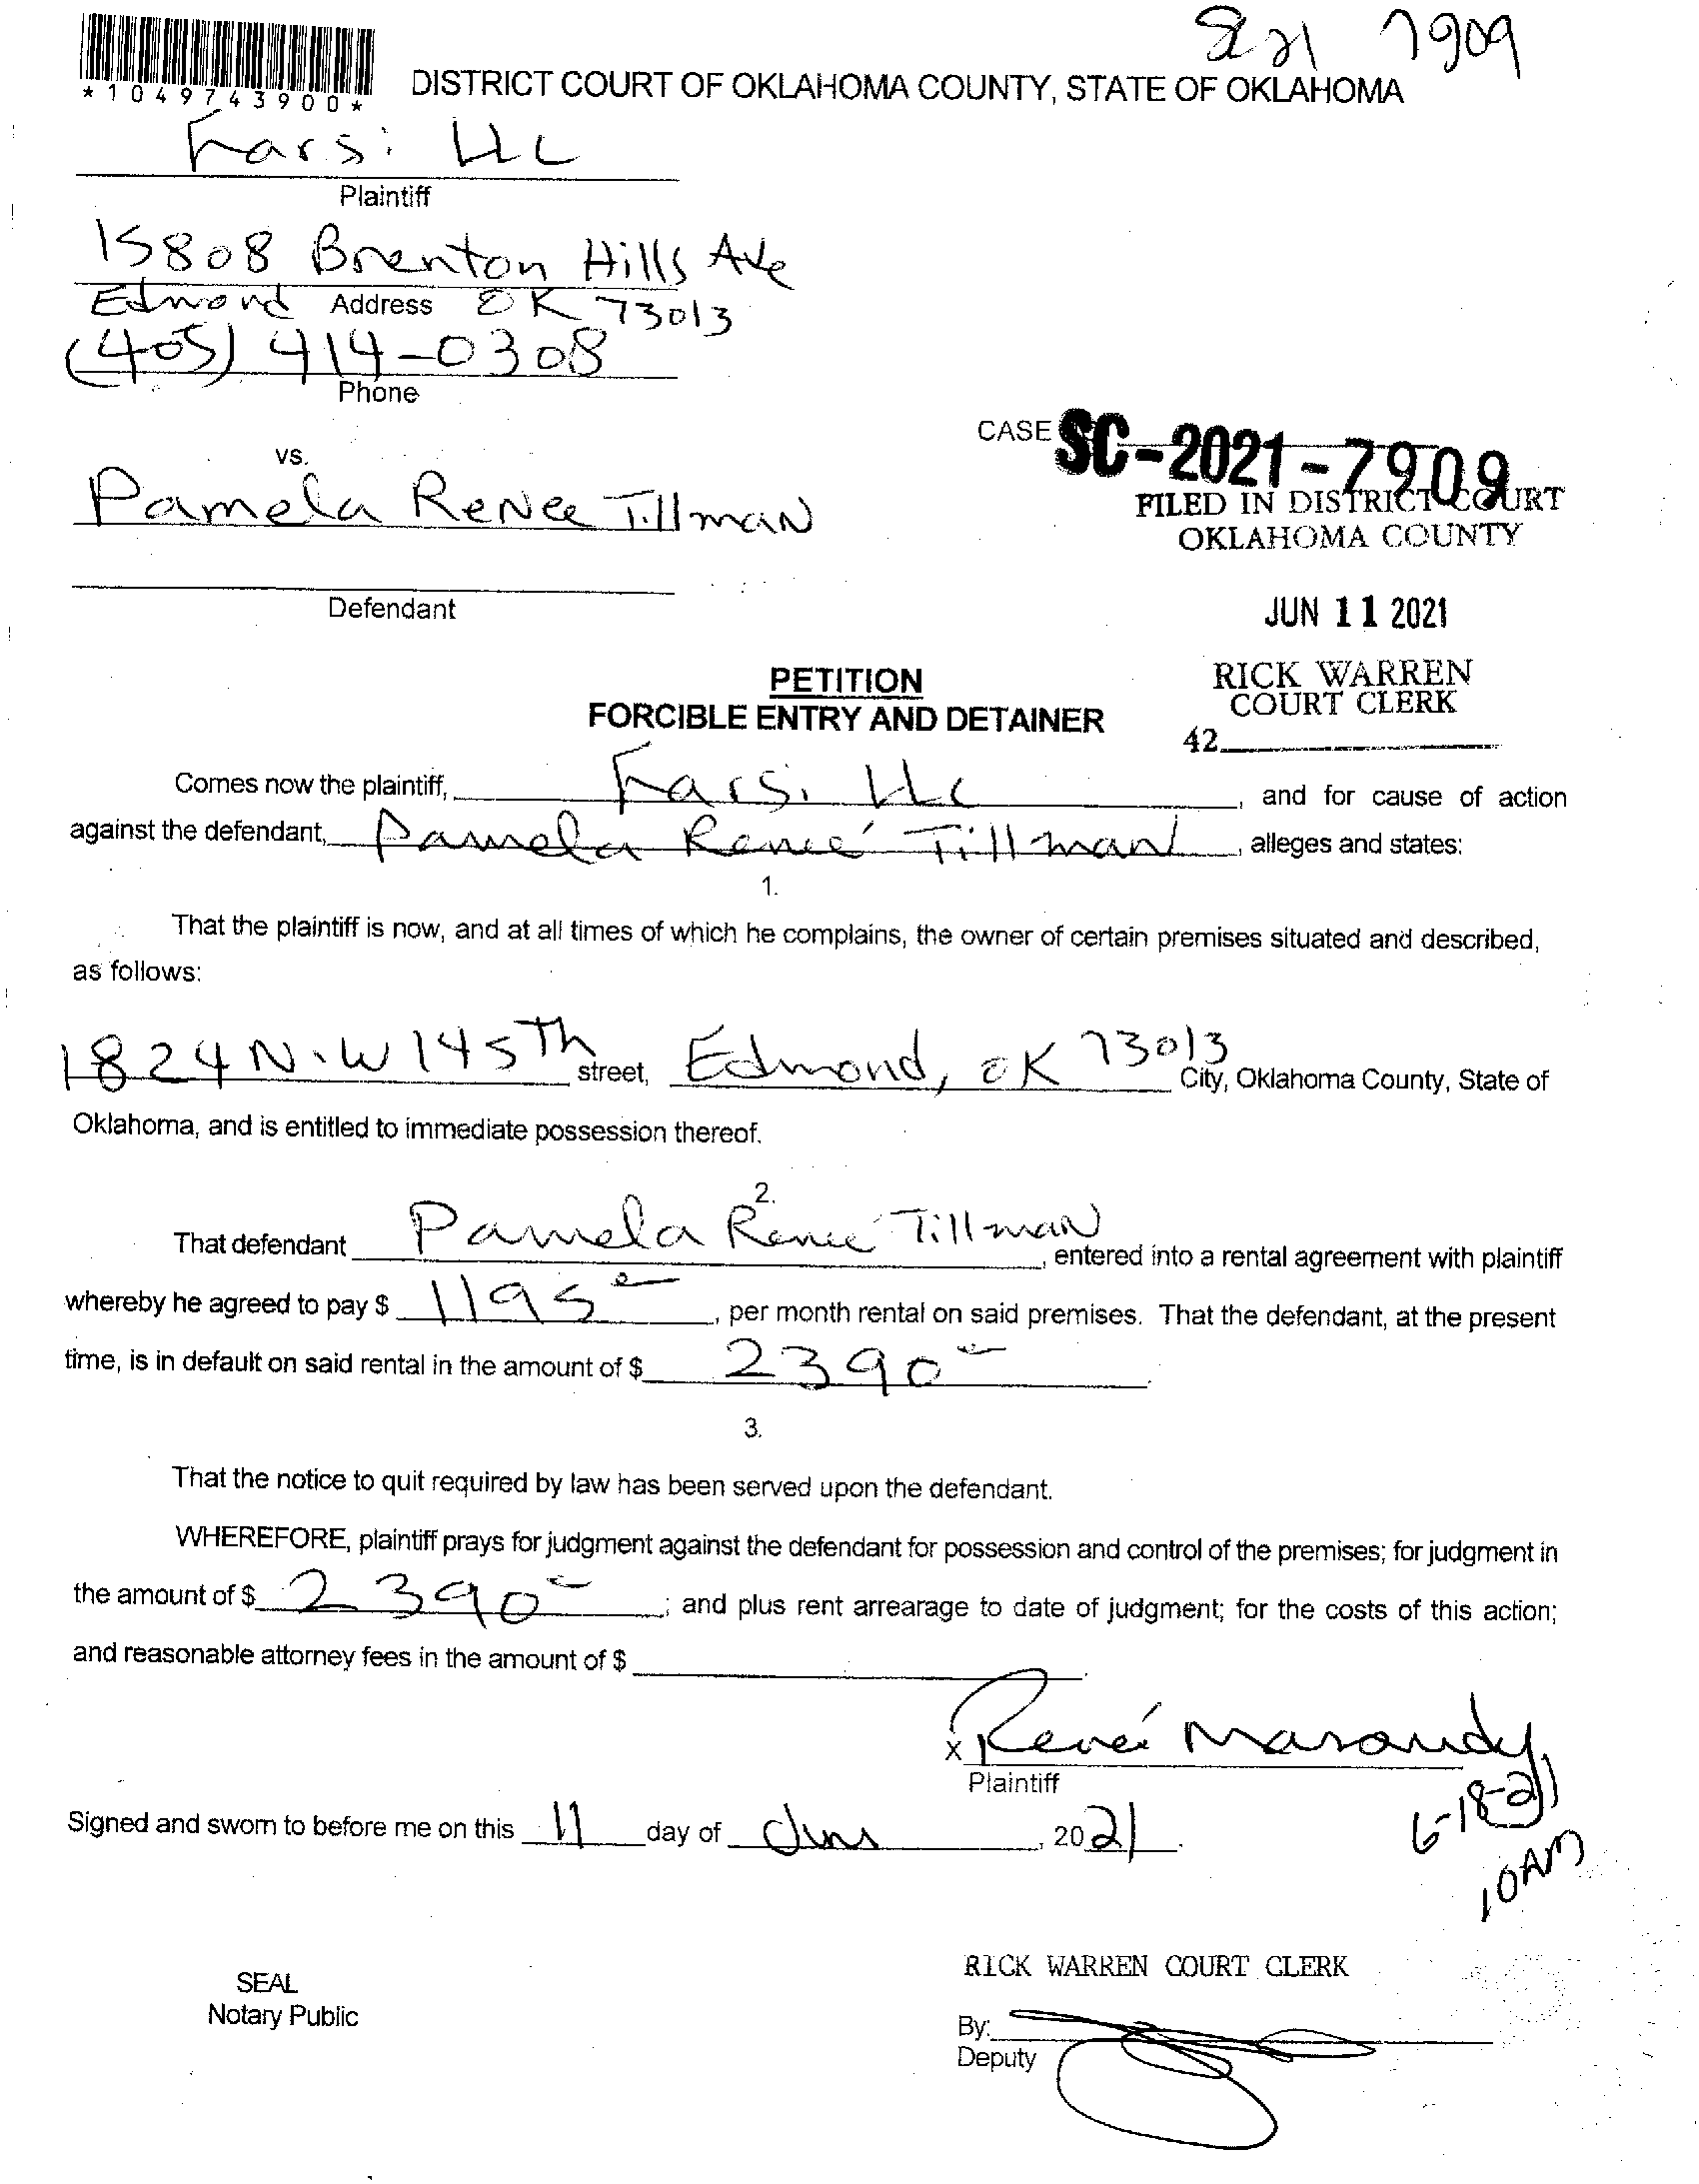 SC 21 7909
*1049743900*
DISTRICT COURT OF OKLAHOMA COUNTY, STATE OF OKLAHOMA
Farsi LLC
Plaintiff
15808 Brenton Hills Ave
Edmond Address OK 73013
(405) 414-0308
Phone
CASE SC-2021-7909
vs.
Pamela Renee Tillman
FILED IN DISTRICT COURT
OKLAHOMA COUNTY
Defendant
JUN 11 2021
PETITION
FORCIBLE ENTRY AND DETAINER
RICK WARREN
COURT CLERK
42
Comes now the plaintiff, Farsi LLC, and for cause of action
against the defendant, Pamela Reneé Tillman, alleges and states:
1.
That the plaintiff is now, and at all times of which he complains, the owner of certain premises situated and described,
as follows:
1824 N.W 145Th street, Edmond, OK 73013 City, Oklahoma County, State of
Oklahoma, and is entitled to immediate possession thereof.
2.
That defendant Pamela Reneé Tillman, entered into a rental agreement with plaintiff
whereby he agreed to pay $ 1195, per month rental on said premises. That the defendant, at the present
time, is in default on said rental in the amount of $ 2390.
3.
That the notice to quit required by law has been served upon the defendant.
WHEREFORE, plaintiff prays for judgment against the defendant for possession and control of the premises; for judgment in
the amount of $ 2390; and plus rent arrearage to date of judgment; for the costs of this action;
and reasonable attorney fees in the amount of $
x Reneé Masoudy
Plaintiff
6-18-21
10AM
Signed and sworn to before me on this 11 day of June, 2021.
RICK WARREN COURT CLERK
SEAL
Notary Public
By:
Deputy